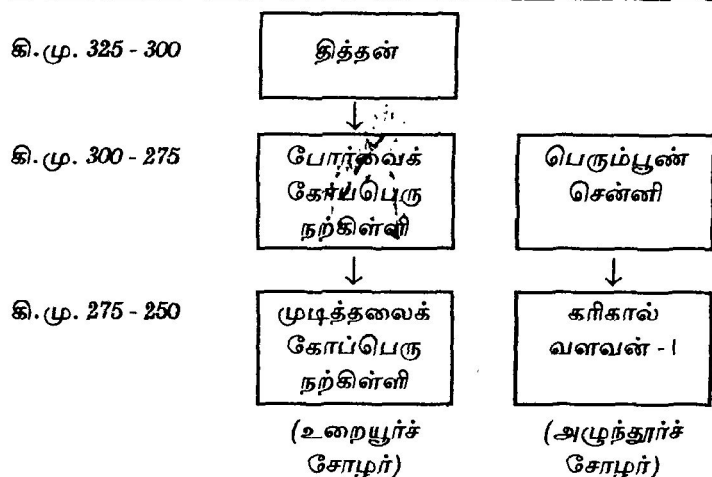 கி.மு. 325 - 300
தித்தன்
கி.மு. 300 - 275
போர்வைக்
கோப்பெரு
நற்கிள்ளி
பெரும்பூண்
சென்னி
கி.மு. 275 - 250
முடித்தலைக்
கோப்பெரு
நற்கிள்ளி
கரிகால்
வளவன் - I
(உறையூர்ச்
சோழர்)
(அழுந்தூர்ச்
சோழர்)